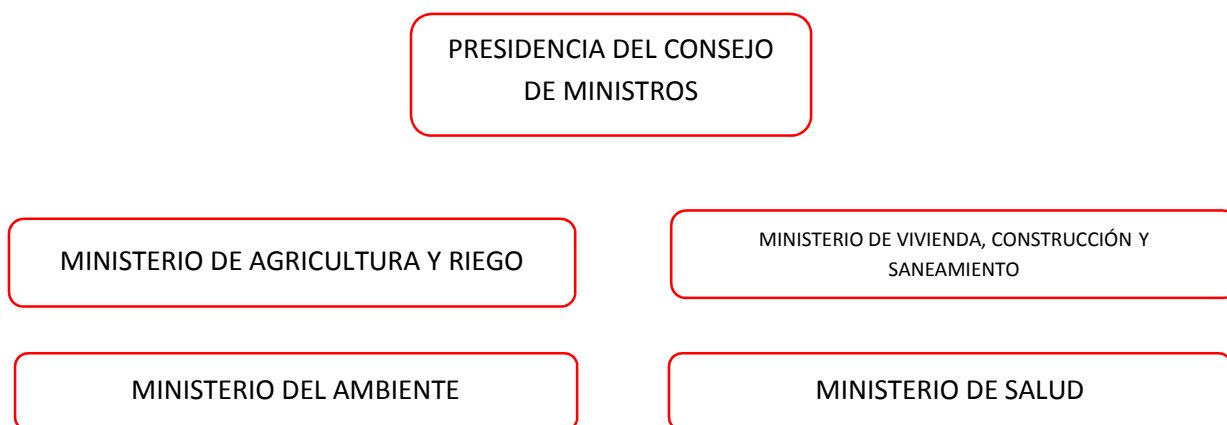 PRESIDENCIA DEL CONSEJO
DE MINISTROS
MINISTERIO DE AGRICULTURA Y RIEGO
MINISTERIO DE VIVIENDA, CONSTRUCCIÓN Y
SANEAMIENTO
MINISTERIO DEL AMBIENTE
MINISTERIO DE SALUD